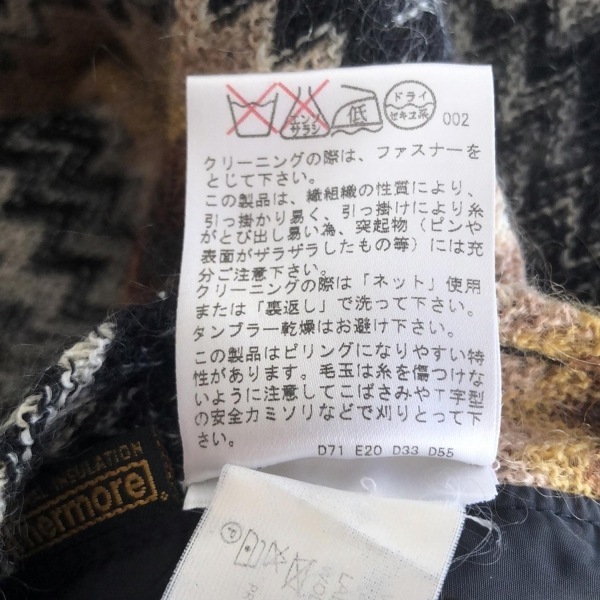 エンソ
サラシ
低
ドライ
セキユ系
002
クリーニングの際は、ファスナーを
とじて下さい。
この製品は、繊組織の性質により、
引っ掛かり易く、引っ掛けにより糸
がとび出し易い為、突起物（ピンや
表面がザラザラしたもの等）には充
分ご注意下さい。
クリーニングの際は「ネット」使用
または「裏返し」で洗って下さい。
タンブラー乾燥はお避け下さい。
この製品はピリングになりやすい特
性があります。毛玉は糸を傷つけな
いように注意してこばさみやT字型
の安全カミソリなどで刈りとって下
さい。
D71 E20 D33 D55
INSULATION
hermore